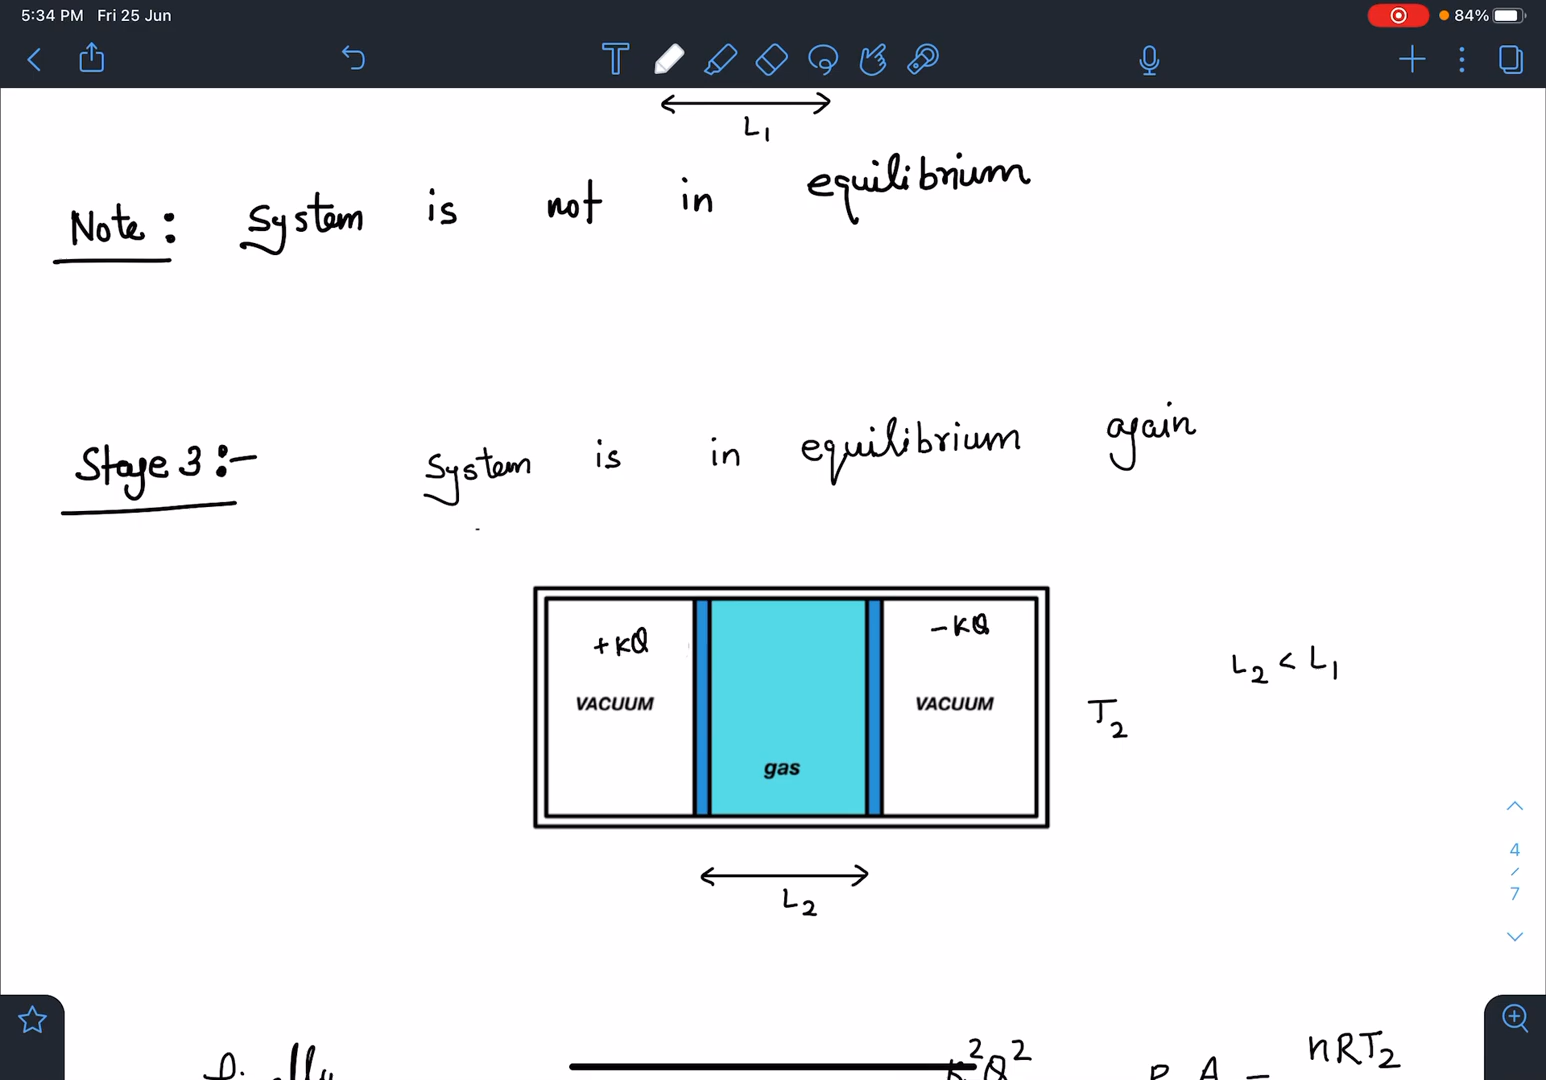 5:34 PM Fri 25 Jun 84%
L1
Note: System is not in equilibrium
Stage 3:- System is in equilibrium again
+KQ -KQ
VACUUM VACUUM
L2 < L1
T2
gas
L2
4
/
7
K²Q² nRT2